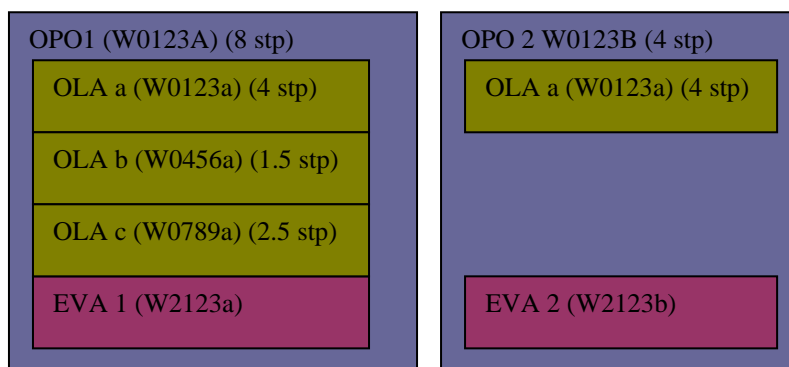 OPO1 (W0123A) (8 stp)
OLA a (W0123a) (4 stp)
OLA b (W0456a) (1.5 stp)
OLA c (W0789a) (2.5 stp)
EVA 1 (W2123a)
OPO 2 W0123B (4 stp)
OLA a (W0123a) (4 stp)
EVA 2 (W2123b)